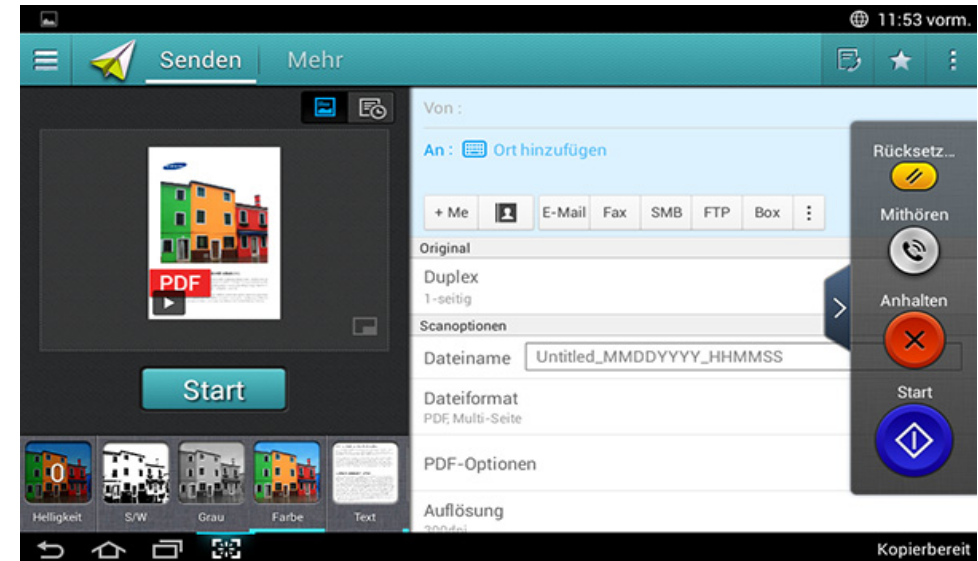 11:53 vorm.
Senden
Mehr
Von :
An :
Ort hinzufügen
+ Me
E-Mail
Fax
SMB
FTP
Box
Original
Duplex
1-seitig
Scanoptionen
Dateiname
Untitled_MMDDYYYY_HHMMSS
Dateiformat
PDF, Multi-Seite
PDF-Optionen
Auflösung
300dpi
PDF
Start
0
Helligkeit
S/W
Grau
Farbe
Text
Rücksetz...
Mithören
Anhalten
Start
Kopierbereit